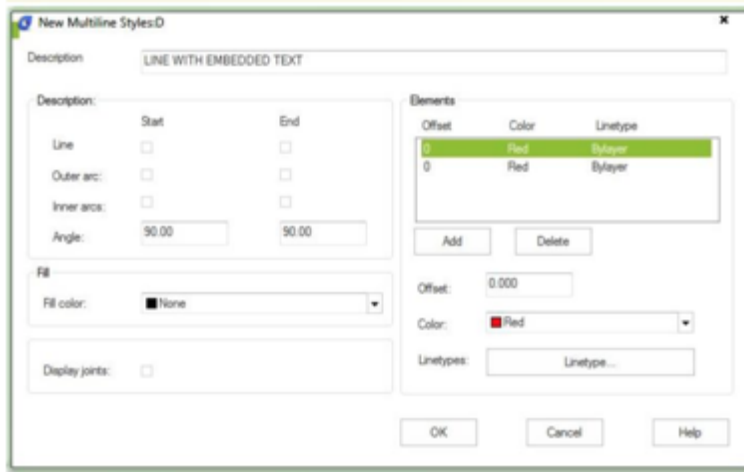 New Multiline Styles:D
Description LINE WITH EMBEDDED TEXT
Description:
Start End
Line
Outer arc:
Inner arcs:
Angle: 90.00 90.00
Fill
Fill color: None
Display joints:
Elements
Offset Color Linetype
0 Red Bylayer
0 Red Bylayer
Add Delete
Offset: 0.000
Color: Red
Linetypes: Linetype...
OK Cancel Help